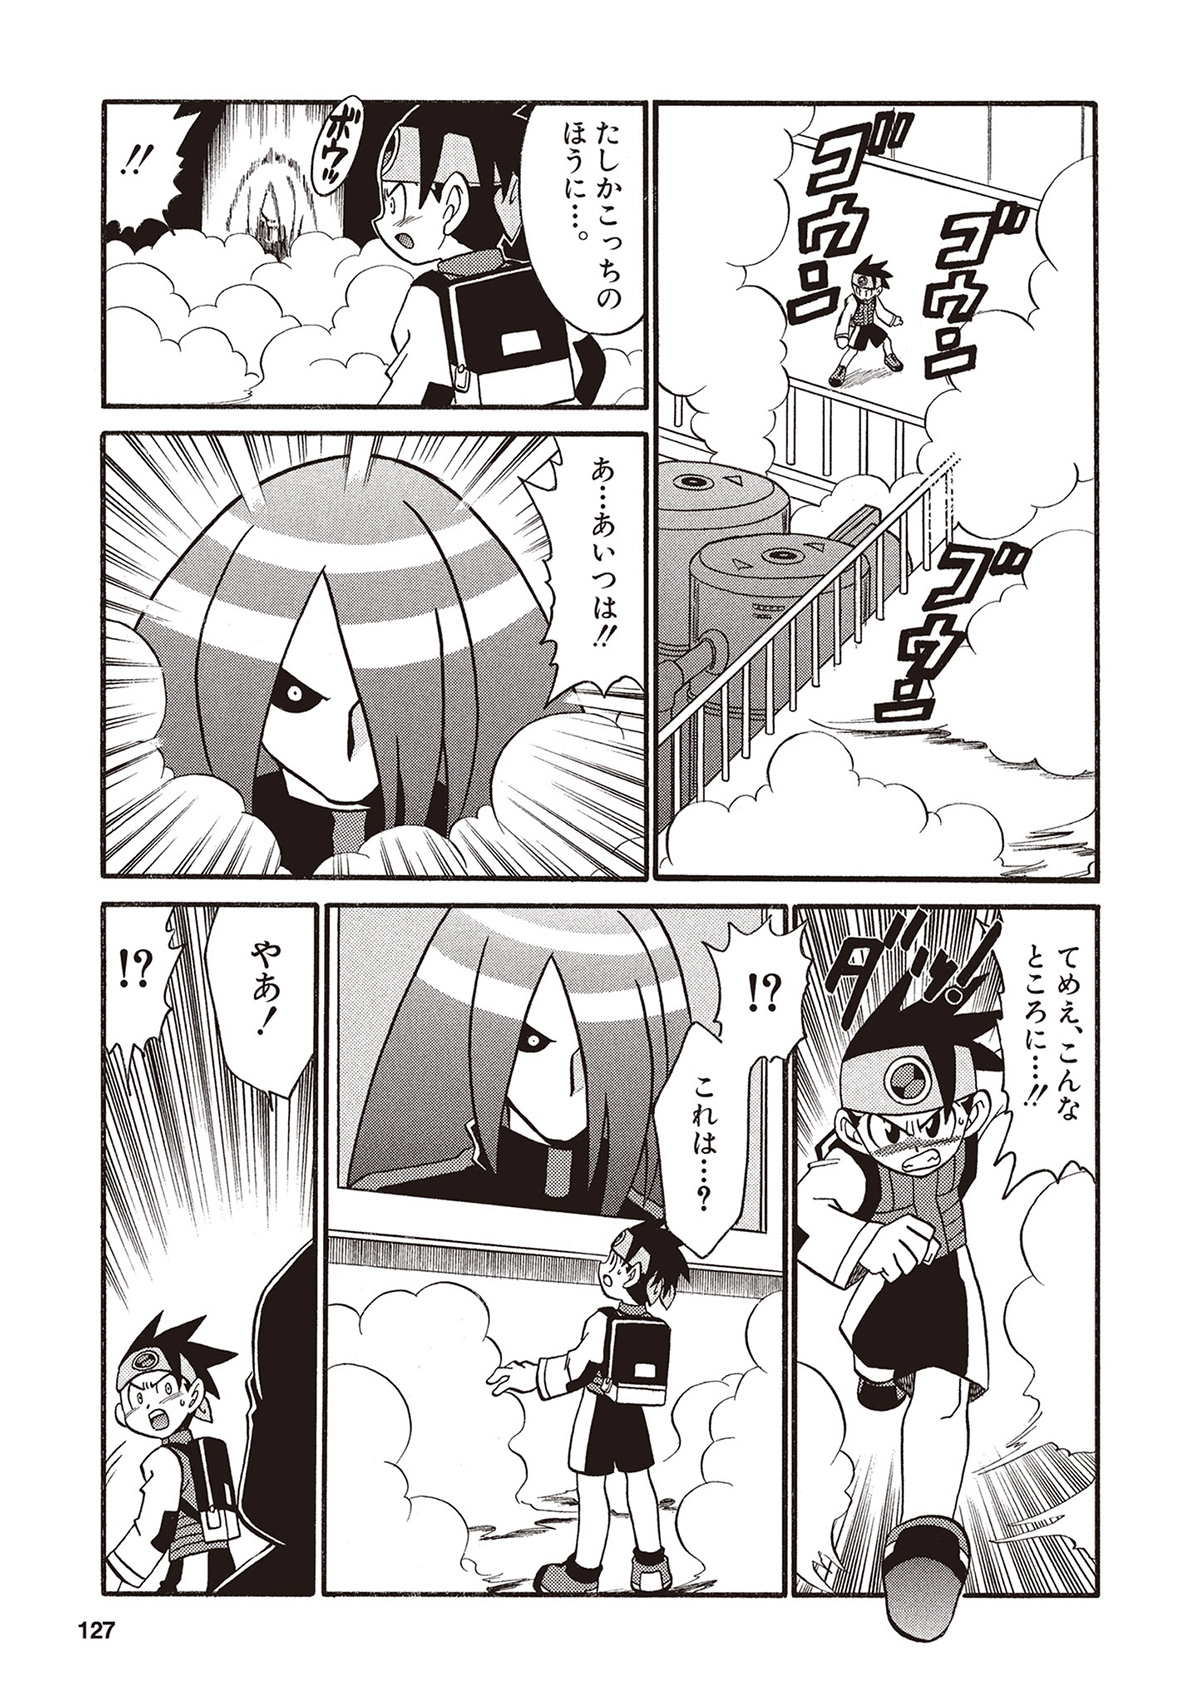 ゴウン
ゴウン
ゴウン
たしかこっちの
ほうに…。
ボウッ
!!
あ…あいつは!!
てめえ、こんな
ところに…!!
ダッ!
!?
これは…?
やあ!
!?
127